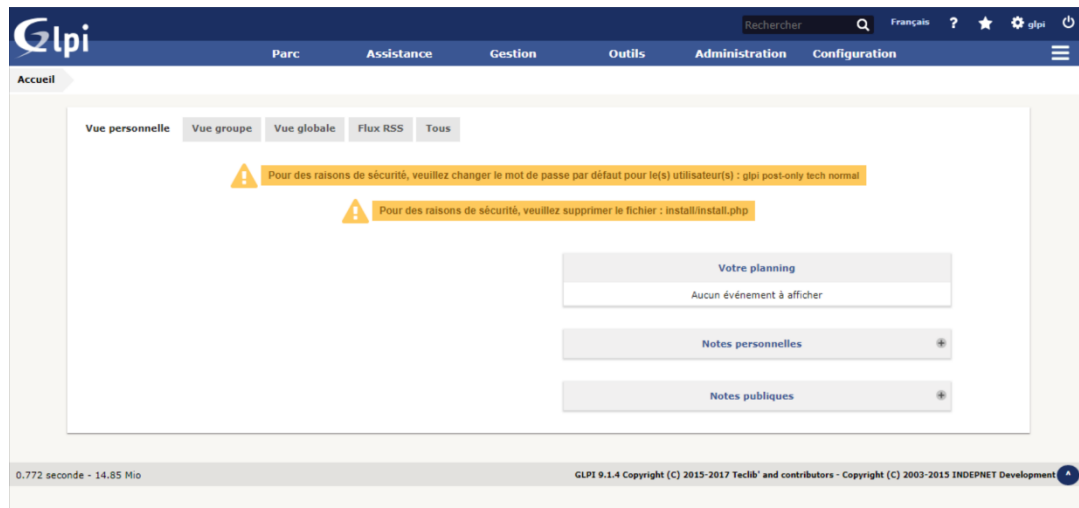 Glpi
Rechercher Français ? glpi
Parc Assistance Gestion Outils Administration Configuration
Accueil
Vue personnelle Vue groupe Vue globale Flux RSS Tous
Pour des raisons de sécurité, veuillez changer le mot de passe par défaut pour le(s) utilisateur(s) : glpi post-only tech normal
Pour des raisons de sécurité, veuillez supprimer le fichier : install/install.php
Votre planning
Aucun événement à afficher
Notes personnelles
Notes publiques
0.772 seconde - 14.85 Mio
GLPI 9.1.4 Copyright (C) 2015-2017 Teclib' and contributors - Copyright (C) 2003-2015 INDEPNET Development